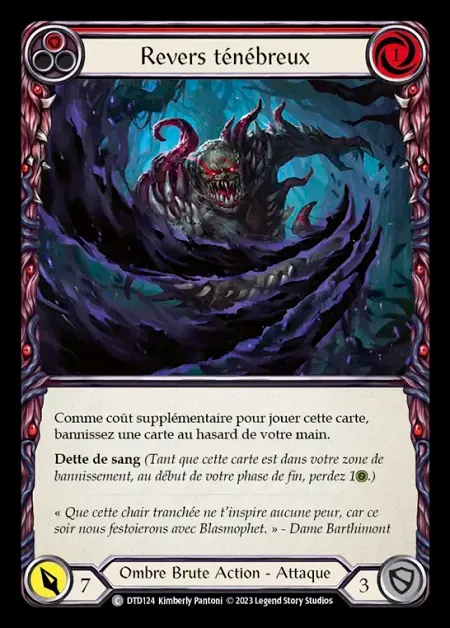 1
Revers ténébreux
Comme coût supplémentaire pour jouer cette carte,
bannissez une carte au hasard de votre main.
Dette de sang (Tant que cette carte est dans votre zone de
bannissement, au début de votre phase de fin, perdez 1.)
« Que cette chair tranchée ne t'inspire aucune peur, car ce
soir nous festoierons avec Blasmophet. » - Dame Barthimont
7 Ombre Brute Action - Attaque 3
C DTD124 Kimberly Pantoni © 2023 Legend Story Studios